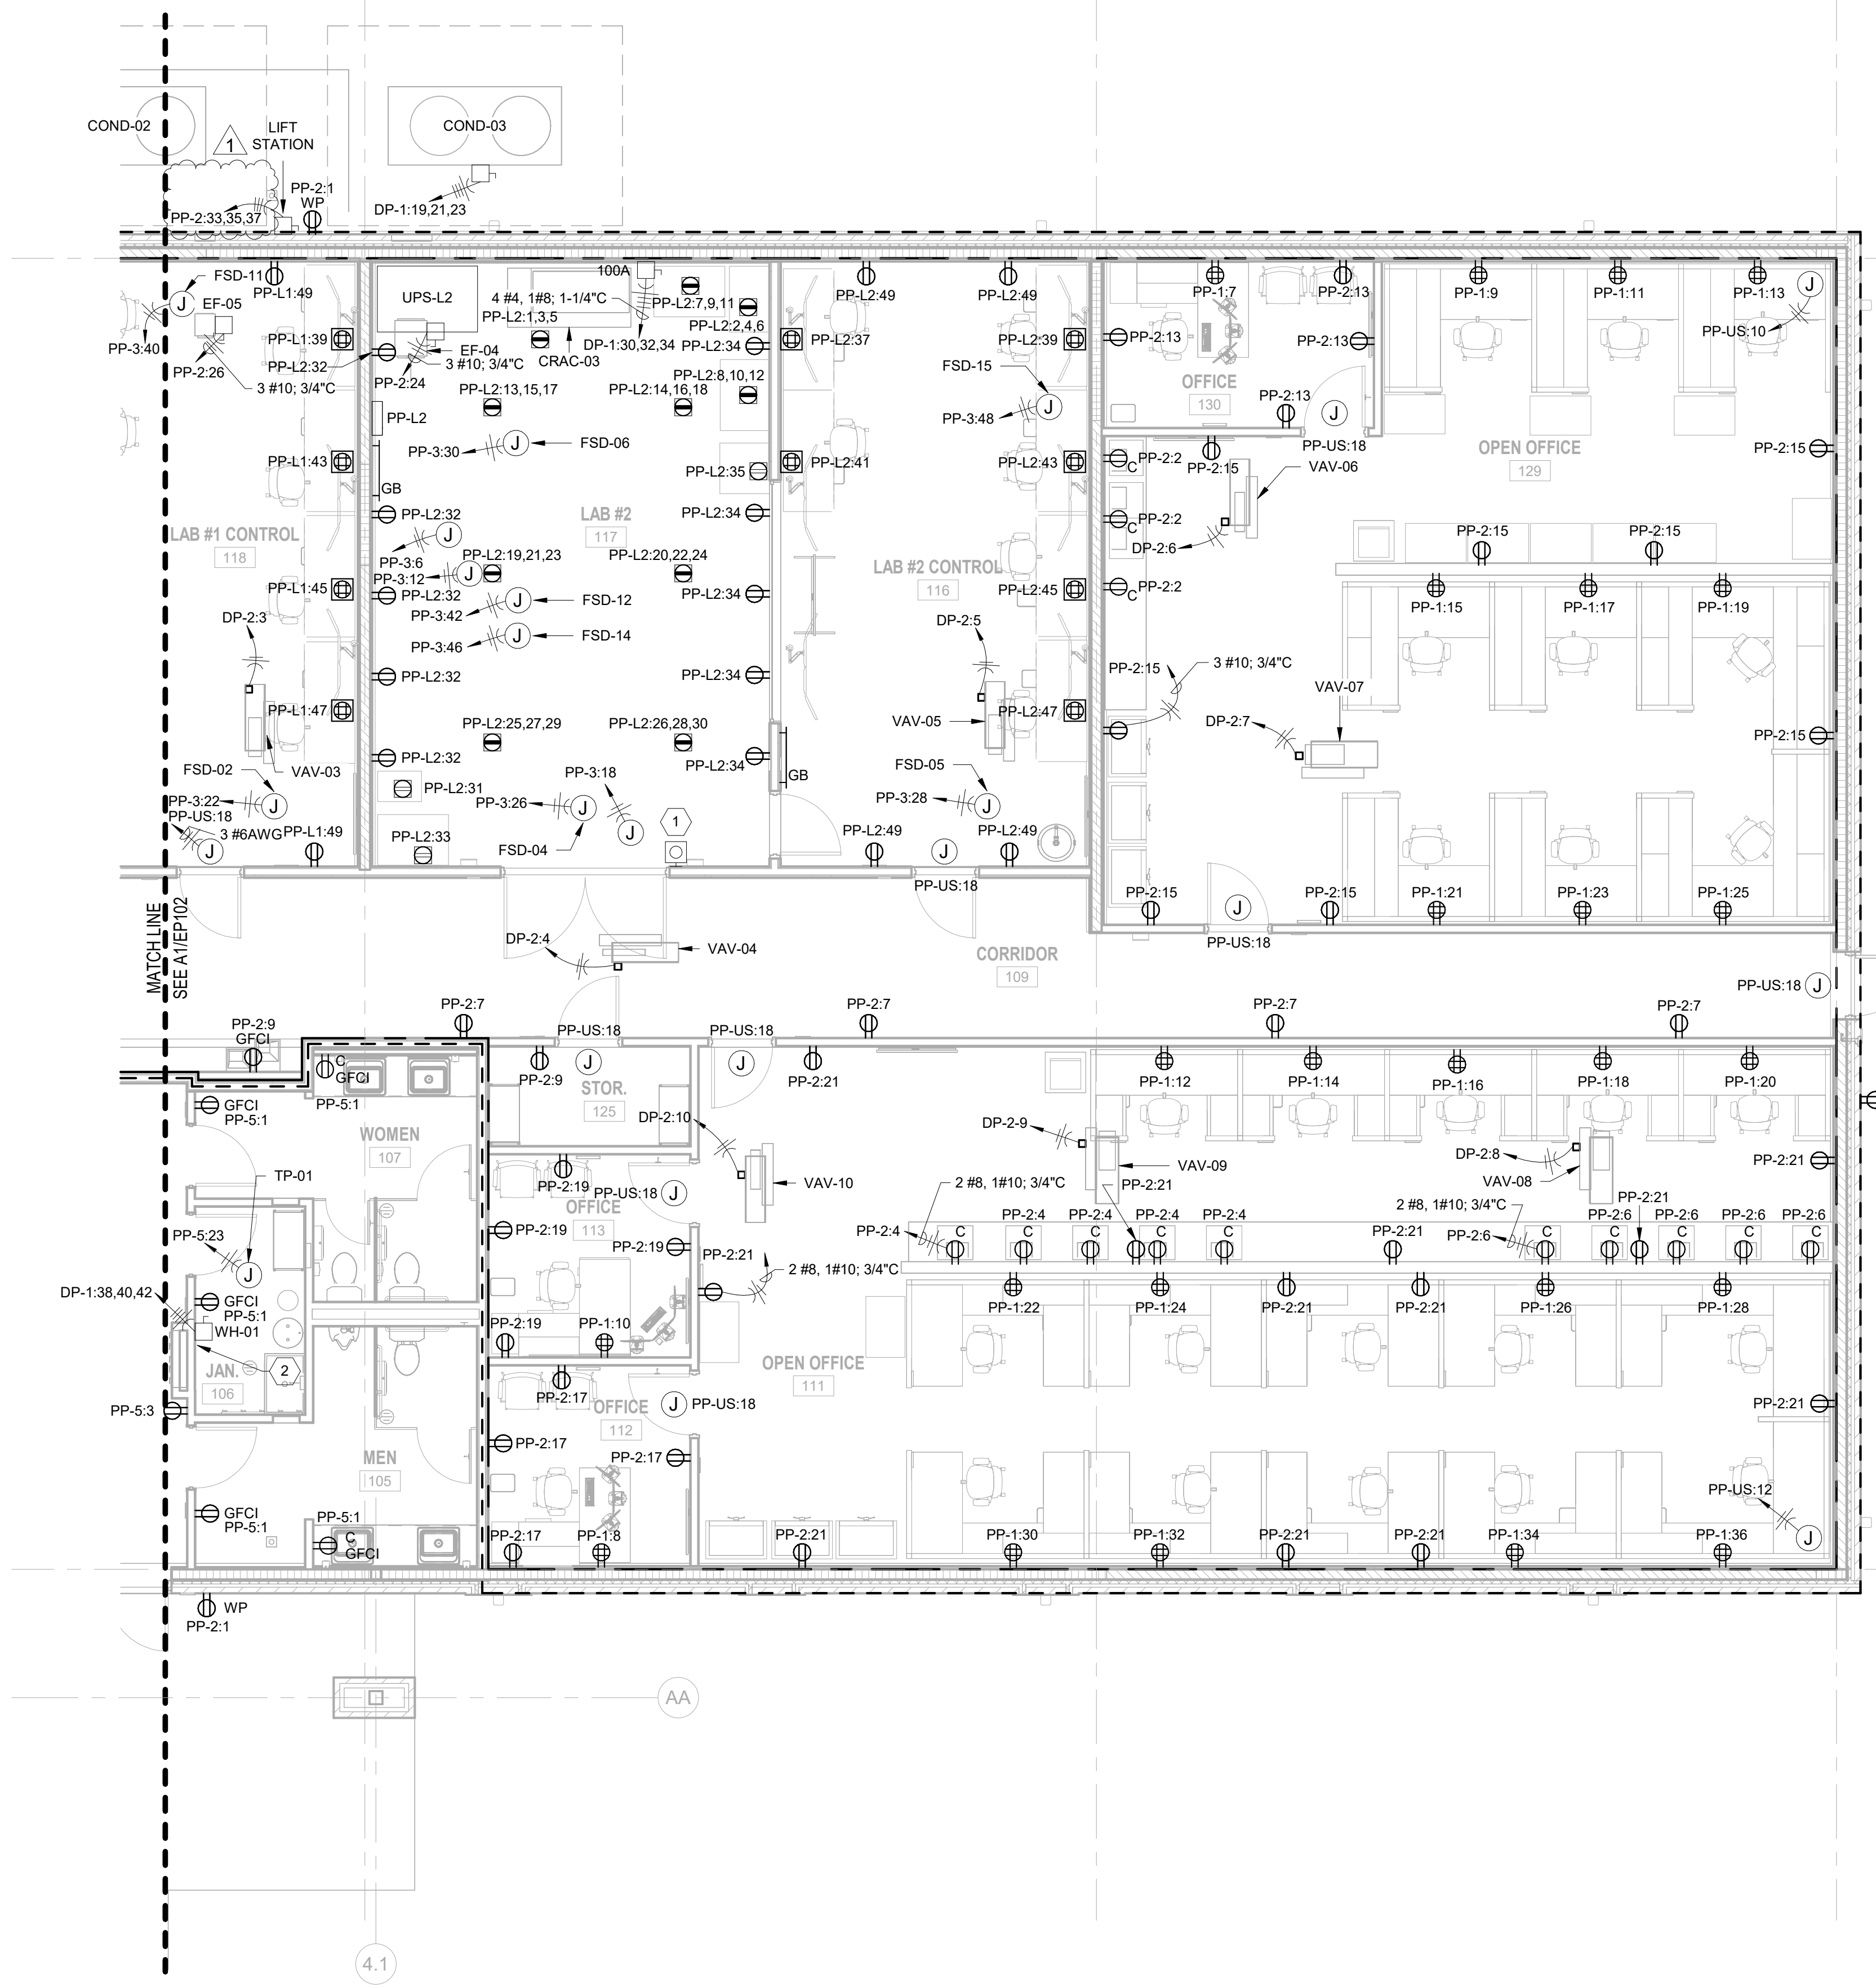 COND-02
1
LIFT
STATION
COND-03
PP-2:1
WP
PP-2:33,35,37
DP-1:19,21,23
FSD-11
J
PP-L1:49
EF-05
PP-3:40
PP-2:26
3 #10; 3/4"C
PP-L1:39
PP-L2:32
UPS-L2
100A
4 #4, 1#8; 1-1/4"C
PP-L2:1,3,5
EF-04
3 #10; 3/4"C
PP-2:24
CRAC-03
DP-1:30,32,34
PP-L2:7,9,11
PP-L2:2,4,6
PP-L2:34
PP-L2:8,10,12
PP-L2:13,15,17
PP-L2:14,16,18
PP-L2
PP-3:30
J
FSD-06
PP-L2:35
GB
PP-L1:43
PP-L2:49
PP-L2:49
PP-L2:37
PP-L2:39
FSD-15
PP-3:48
J
PP-L2:41
PP-L2:43
PP-1:7
PP-2:13
PP-2:13
PP-2:13
OFFICE
130
PP-2:13
J
PP-US:18
PP-1:9
PP-1:11
PP-1:13
J
PP-US:10
OPEN OFFICE
129
PP-2:15
PP-2:2
C
PP-2:15
VAV-06
PP-2:2
C
DP-2:6
PP-2:2
C
PP-2:15
PP-2:15
PP-1:15
PP-1:17
PP-1:19
LAB #1 CONTROL
118
PP-L2:32
J
PP-3:6
PP-3:12
J
PP-L2:32
LAB #2
117
PP-L2:34
PP-L2:19,21,23
PP-L2:20,22,24
PP-L2:34
LAB #2 CONTROL
116
PP-L1:45
PP-L2:45
DP-2:3
PP-3:42
J
FSD-12
PP-3:46
J
FSD-14
DP-2:5
PP-L2:32
PP-L2:34
PP-2:15
3 #10; 3/4"C
VAV-07
DP-2:7
PP-2:15
PP-L1:47
PP-L2:25,27,29
PP-L2:26,28,30
VAV-05
PP-L2:47
VAV-03
PP-L2:32
PP-L2:34
GB
FSD-02
J
PP-3:22
PP-US:18
3 #6AWG
J
PP-L1:49
PP-L2:31
PP-L2:33
PP-3:18
J
PP-3:26
J
FSD-04
1
FSD-05
PP-3:28
J
PP-L2:49
PP-L2:49
J
PP-US:18
PP-2:15
J
PP-US:18
PP-2:15
PP-1:21
PP-1:23
PP-1:25
MATCH LINE
SEE A1/EP102
DP-2:4
VAV-04
CORRIDOR
109
PP-US:18
J
PP-2:9
GFCI
PP-2:7
PP-US:18
J
PP-US:18
J
PP-2:7
PP-2:7
PP-2:7
C
GFCI
PP-5:1
GFCI
PP-5:1
WOMEN
107
PP-2:9
STOR.
125
PP-2:21
PP-1:12
PP-1:14
PP-1:16
PP-1:18
PP-1:20
DP-2:10
DP-2-9
DP-2:8
PP-2:21
VAV-10
VAV-09
VAV-08
TP-01
PP-5:23
J
PP-2:19
PP-US:18
J
OFFICE
113
PP-2:19
PP-2:19
PP-2:21
2 #8, 1#10; 3/4"C
2 #8, 1#10; 3/4"C
PP-2:4
C
PP-2:4
C
PP-2:4
C
PP-2:21
PP-2:4
C
PP-2:4
C
PP-2:21
2 #8, 1#10; 3/4"C
PP-2:6
C
PP-2:6
C
PP-2:21
PP-2:6
C
PP-2:6
C
PP-2:6
C
DP-1:38,40,42
GFCI
PP-5:1
WH-01
JAN.
106
2
PP-2:19
PP-1:10
PP-1:22
PP-1:24
PP-2:21
PP-2:21
PP-1:26
PP-1:28
OPEN OFFICE
111
PP-2:17
OFFICE
112
J
PP-US:18
PP-2:17
PP-2:17
PP-5:3
PP-2:21
MEN
105
PP-US:12
J
GFCI
PP-5:1
PP-5:1
C
GFCI
PP-2:17
PP-1:8
PP-2:21
PP-1:30
PP-1:32
PP-2:21
PP-2:21
PP-1:34
PP-1:36
WP
PP-2:1
AA
4.1